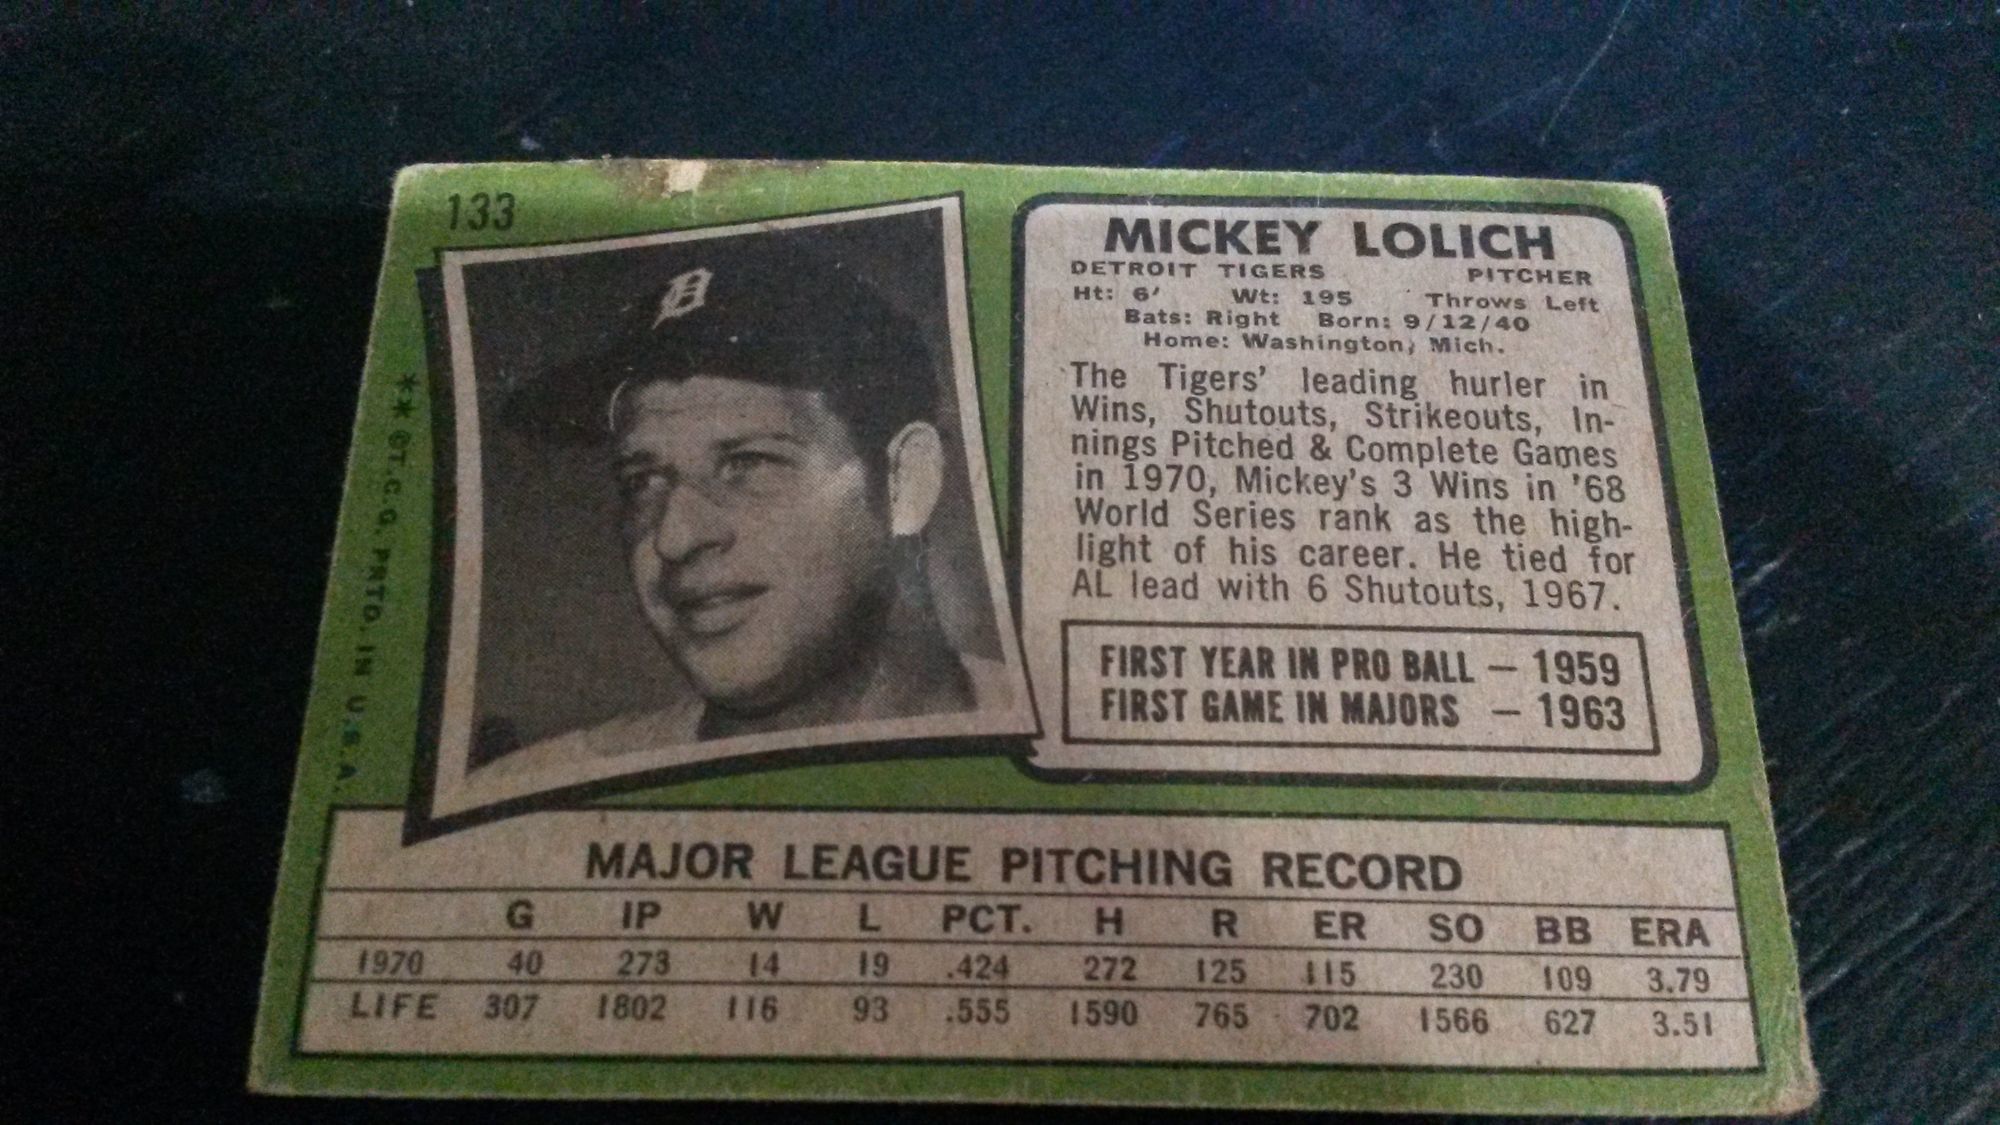 133
MICKEY LOLICH
DETROIT TIGERS PITCHER
Ht: 6' Wt: 195 Throws Left
Bats: Right Born: 9/12/40
Home: Washington, Mich.
The Tigers' leading hurler in
Wins, Shutouts, Strikeouts, In-
nings Pitched & Complete Games
in 1970, Mickey's 3 Wins in '68
World Series rank as the high-
light of his career. He tied for
AL lead with 6 Shutouts, 1967.
FIRST YEAR IN PRO BALL — 1959
FIRST GAME IN MAJORS — 1963
D
** ©T.C.G. PRTD. IN U.S.A.
MAJOR LEAGUE PITCHING RECORD
G IP W L PCT. H R ER SO BB ERA
1970 40 273 14 19 .424 272 125 115 230 109 3.79
LIFE 307 1802 116 93 .555 1590 765 702 1566 627 3.51